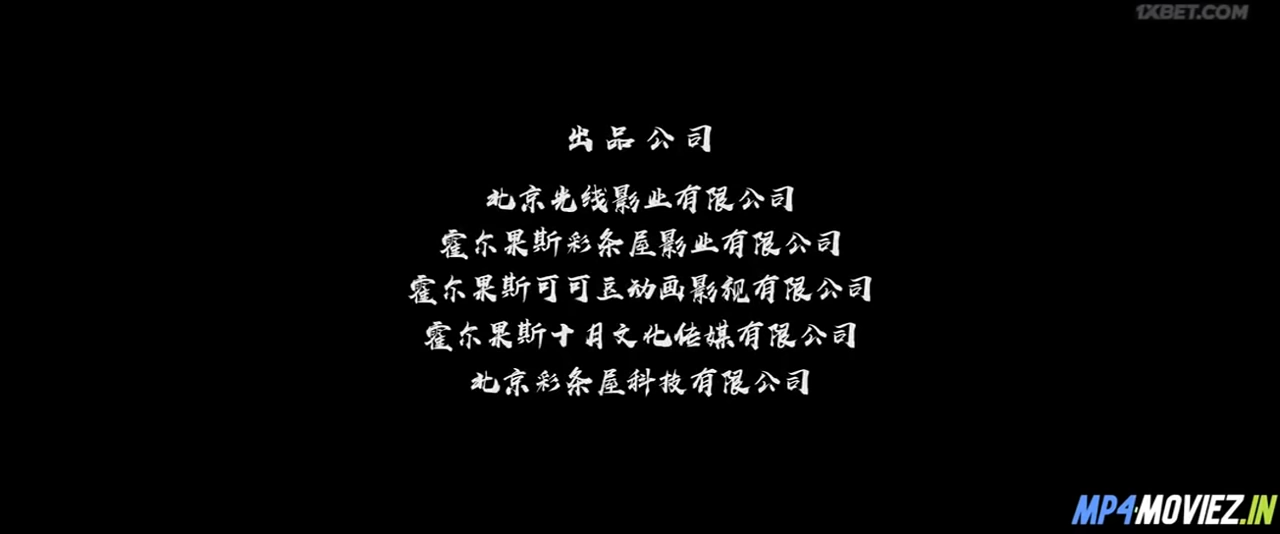 1XBET.COM
出品公司
北京光线影业有限公司
霍尔果斯彩条屋影业有限公司
霍尔果斯可可豆动画影视有限公司
霍尔果斯十月文化传媒有限公司
北京彩条屋科技有限公司
MP4MOVIEZ.IN